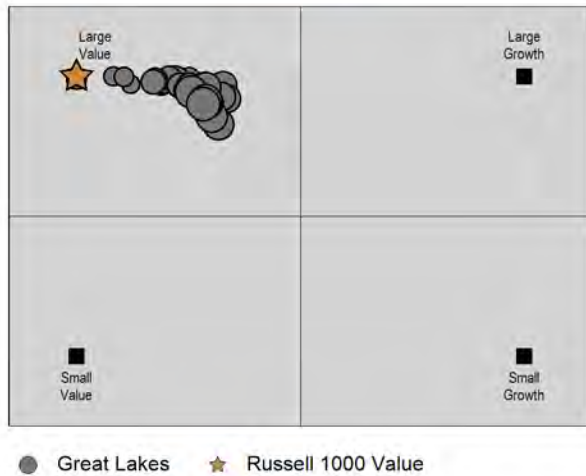 Large
Value
Large
Growth
Small
Value
Small
Growth
Great Lakes
Russell 1000 Value